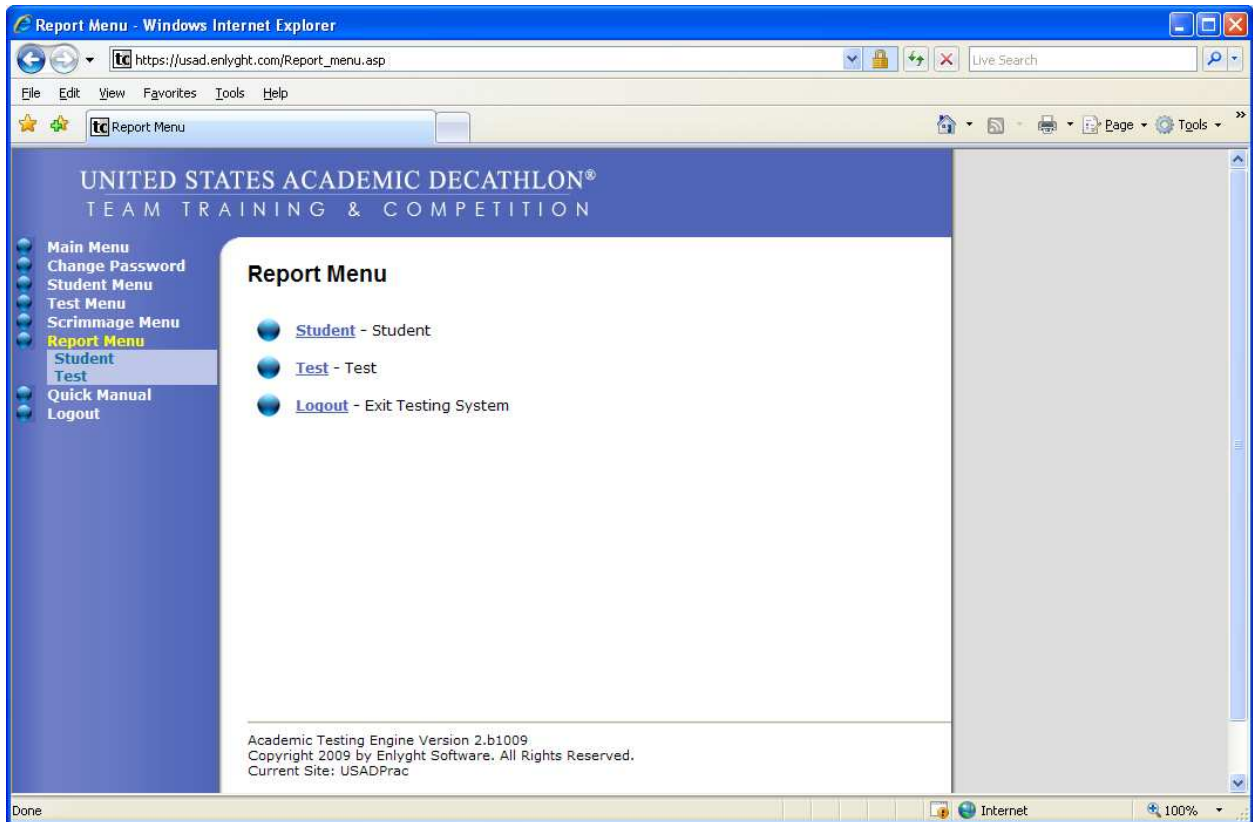 Report Menu - Windows Internet Explorer
tc https://usad.enlyght.com/Report_menu.asp
Live Search
File Edit View Favorites Tools Help
tc Report Menu
Page Tools »
UNITED STATES ACADEMIC DECATHLON®
TEAM TRAINING & COMPETITION
Main Menu
Change Password
Student Menu
Test Menu
Scrimmage Menu
Report Menu
Student
Test
Quick Manual
Logout
Report Menu
Student - Student
Test - Test
Logout - Exit Testing System
Academic Testing Engine Version 2.b1009
Copyright 2009 by Enlyght Software. All Rights Reserved.
Current Site: USADPrac
Done Internet 100%